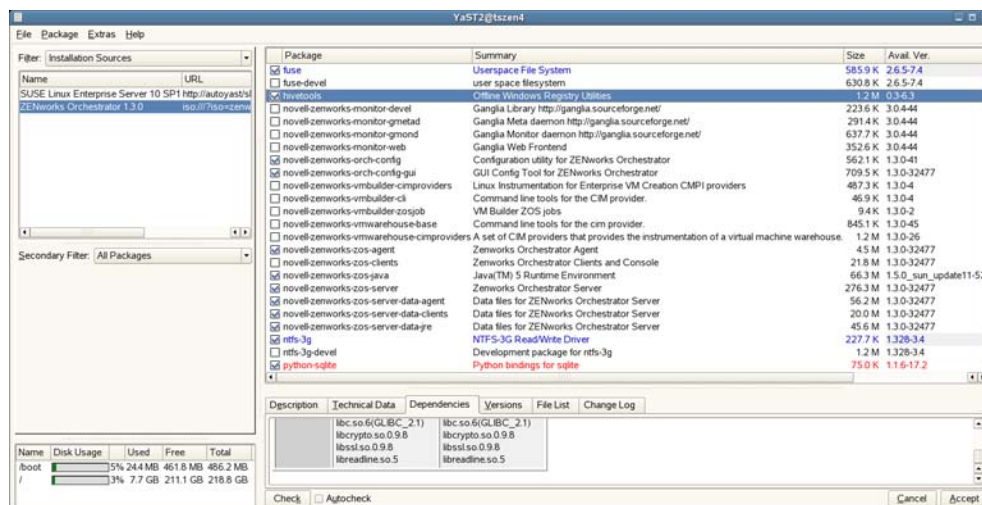 YaST2@tszen4
File Package Extras Help
Filter: Installation Sources
Name URL
SUSE Linux Enterprise Server 10 SP1 http://autoyast/sl
ZENworks Orchestrator 1.3.0 iso:///?iso=zenw
Secondary Filter: All Packages
Name Disk Usage Used Free Total
/boot 5% 24.4 MB 461.8 MB 486.2 MB
/ 3% 7.7 GB 211.1 GB 218.8 GB
Package Summary Size Avail. Ver.
fuse Userspace File System 585.9 K 2.6.5-7.4
fuse-devel user space filesystem 630.8 K 2.6.5-7.4
hivetools Offline Windows Registry Utilities 1.2 M 0.3-6.3
novell-zenworks-monitor-devel Ganglia Library http://ganglia.sourceforge.net/ 223.6 K 3.0.4-44
novell-zenworks-monitor-gmetad Ganglia Meta daemon http://ganglia.sourceforge.net/ 291.4 K 3.0.4-44
novell-zenworks-monitor-gmond Ganglia Monitor daemon http://ganglia.sourceforge.net/ 637.7 K 3.0.4-44
novell-zenworks-monitor-web Ganglia Web Frontend 352.6 K 3.0.4-44
novell-zenworks-orch-config Configuration utility for ZENworks Orchestrator 562.1 K 1.3.0-41
novell-zenworks-orch-config-gui GUI Config Tool for ZENworks Orchestrator 709.5 K 1.3.0-32477
novell-zenworks-vmbuilder-cimproviders Linux Instrumentation for Enterprise VM Creation CMPI providers 487.3 K 1.3.0-4
novell-zenworks-vmbuilder-cli Command line tools for the CIM provider. 46.9 K 1.3.0-4
novell-zenworks-vmbuilder-zosjob VM Builder ZOS jobs 9.4 K 1.3.0-2
novell-zenworks-vmwarehouse-base Command line tools for the cim provider. 845.1 K 1.3.0-45
novell-zenworks-vmwarehouse-cimproviders A set of CIM providers that provides the instrumentation of a virtual machine warehouse. 1.2 M 1.3.0-26
novell-zenworks-zos-agent Zenworks Orchestrator Agent 4.5 M 1.3.0-32477
novell-zenworks-zos-clients Zenworks Orchestrator Clients and Console 21.8 M 1.3.0-32477
novell-zenworks-zos-java Java(TM) 5 Runtime Environment 66.3 M 1.5.0_sun_update11-5
novell-zenworks-zos-server Zenworks Orchestrator Server 276.3 M 1.3.0-32477
novell-zenworks-zos-server-data-agent Data files for ZENworks Orchestrator Server 56.2 M 1.3.0-32477
novell-zenworks-zos-server-data-clients Data files for ZENworks Orchestrator Server 20.0 M 1.3.0-32477
novell-zenworks-zos-server-data-jre Data files for ZENworks Orchestrator Server 45.6 M 1.3.0-32477
ntfs-3g NTFS-3G Read/Write Driver 227.7 K 1.328-3.4
ntfs-3g-devel Development package for ntfs-3g 1.2 M 1.328-3.4
python-sqlite Python bindings for sqlite 75.0 K 1.1.6-17.2
Description Technical Data Dependencies Versions File List Change Log
libc.so.6(GLIBC_2.1) libc.so.6(GLIBC_2.1)
libcrypto.so.0.9.8 libcrypto.so.0.9.8
libssl.so.0.9.8 libssl.so.0.9.8
libreadline.so.5 libreadline.so.5
Check Autocheck Cancel Accept